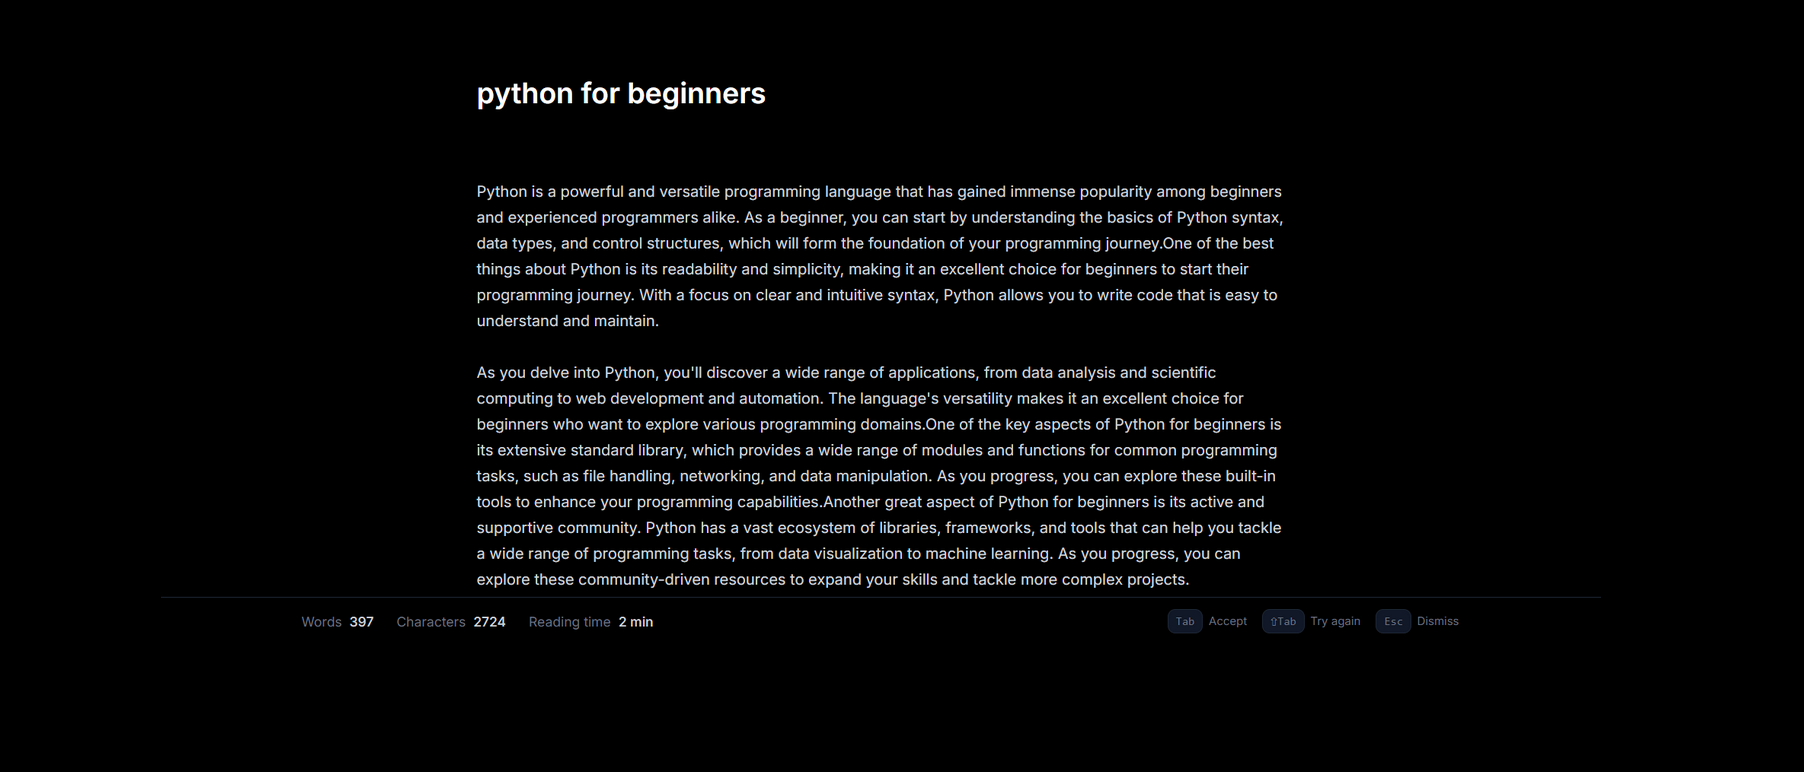 python for beginners
Python is a powerful and versatile programming language that has gained immense popularity among beginners
and experienced programmers alike. As a beginner, you can start by understanding the basics of Python syntax,
data types, and control structures, which will form the foundation of your programming journey.One of the best
things about Python is its readability and simplicity, making it an excellent choice for beginners to start their
programming journey. With a focus on clear and intuitive syntax, Python allows you to write code that is easy to
understand and maintain.
As you delve into Python, you'll discover a wide range of applications, from data analysis and scientific
computing to web development and automation. The language's versatility makes it an excellent choice for
beginners who want to explore various programming domains.One of the key aspects of Python for beginners is
its extensive standard library, which provides a wide range of modules and functions for common programming
tasks, such as file handling, networking, and data manipulation. As you progress, you can explore these built-in
tools to enhance your programming capabilities.Another great aspect of Python for beginners is its active and
supportive community. Python has a vast ecosystem of libraries, frameworks, and tools that can help you tackle
a wide range of programming tasks, from data visualization to machine learning. As you progress, you can
explore these community-driven resources to expand your skills and tackle more complex projects.
Words 397 Characters 2724 Reading time 2 min Tab Accept ⇧Tab Try again Esc Dismiss